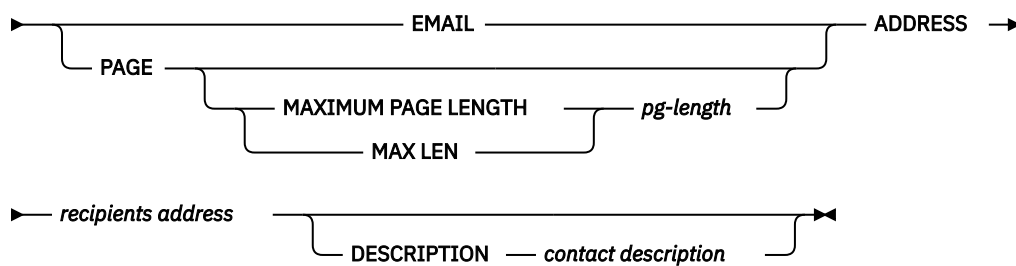 EMAIL ADDRESS
PAGE
MAXIMUM PAGE LENGTH pg-length
MAX LEN
recipients address
DESCRIPTION contact description